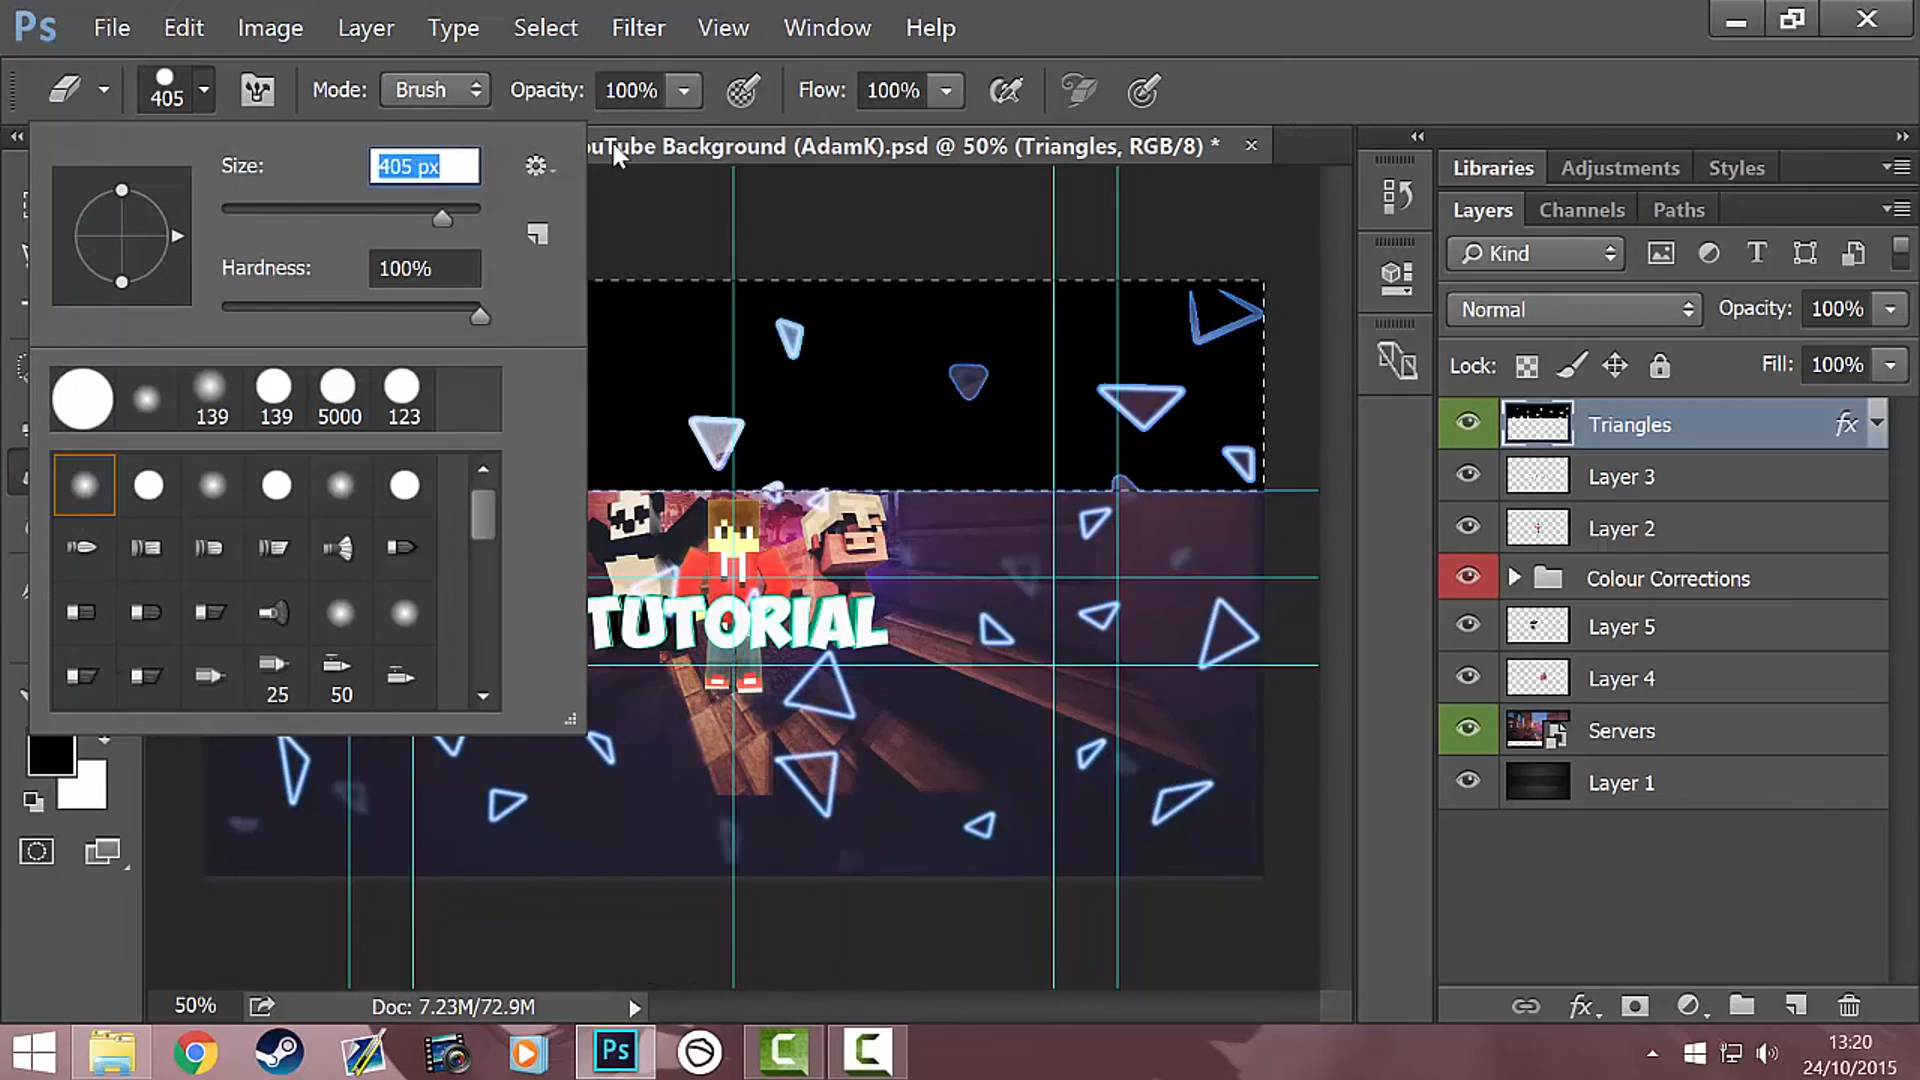 Ps File Edit Image Layer Type Select Filter View Window Help
405 Mode: Brush Opacity: 100% Flow: 100%
Size: 405 px
Hardness: 100%
139 139 5000 123
25 50
uTube Background (AdamK).psd @ 50% (Triangles, RGB/8) *
TUTORIAL
50% Doc: 7.23M/72.9M
Libraries Adjustments Styles
Layers Channels Paths
Kind
Normal Opacity: 100%
Lock: Fill: 100%
Triangles fx
Layer 3
Layer 2
Colour Corrections
Layer 5
Layer 4
Servers
Layer 1
fx
Ps
13:20
24/10/2015